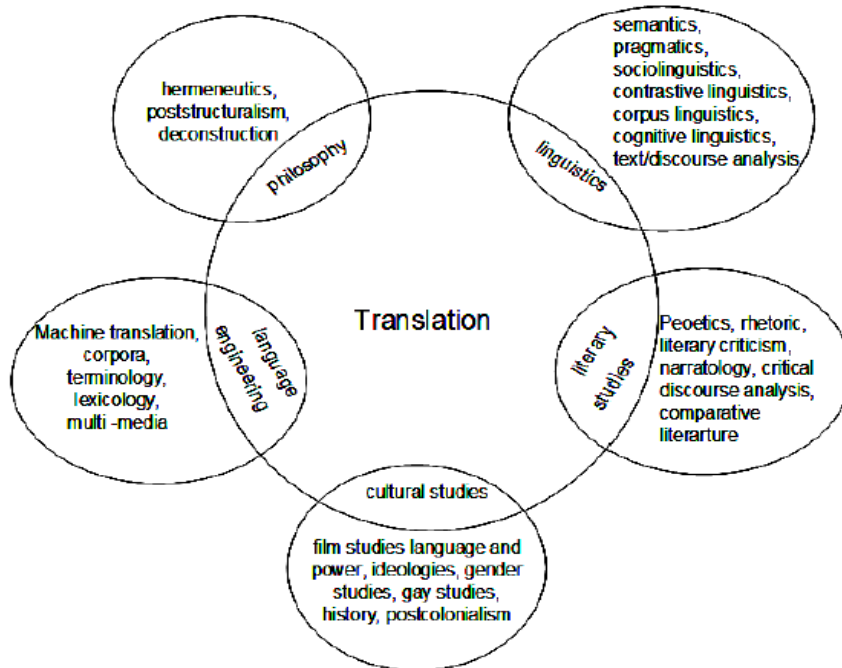 hermeneutics,
poststructuralism,
deconstruction
philosophy
semantics,
pragmatics,
sociolinguistics,
contrastive linguistics,
corpus linguistics,
cognitive linguistics,
text/discourse analysis
linguistics
Translation
Machine translation,
corpora,
terminology,
lexicology,
multi -media
language
engineering
literary
studies
Peoetics, rhetoric,
literary criticism,
narratology, critical
discourse analysis,
comparative
literarture
cultural studies
film studies language and
power, ideologies, gender
studies, gay studies,
history, postcolonialism